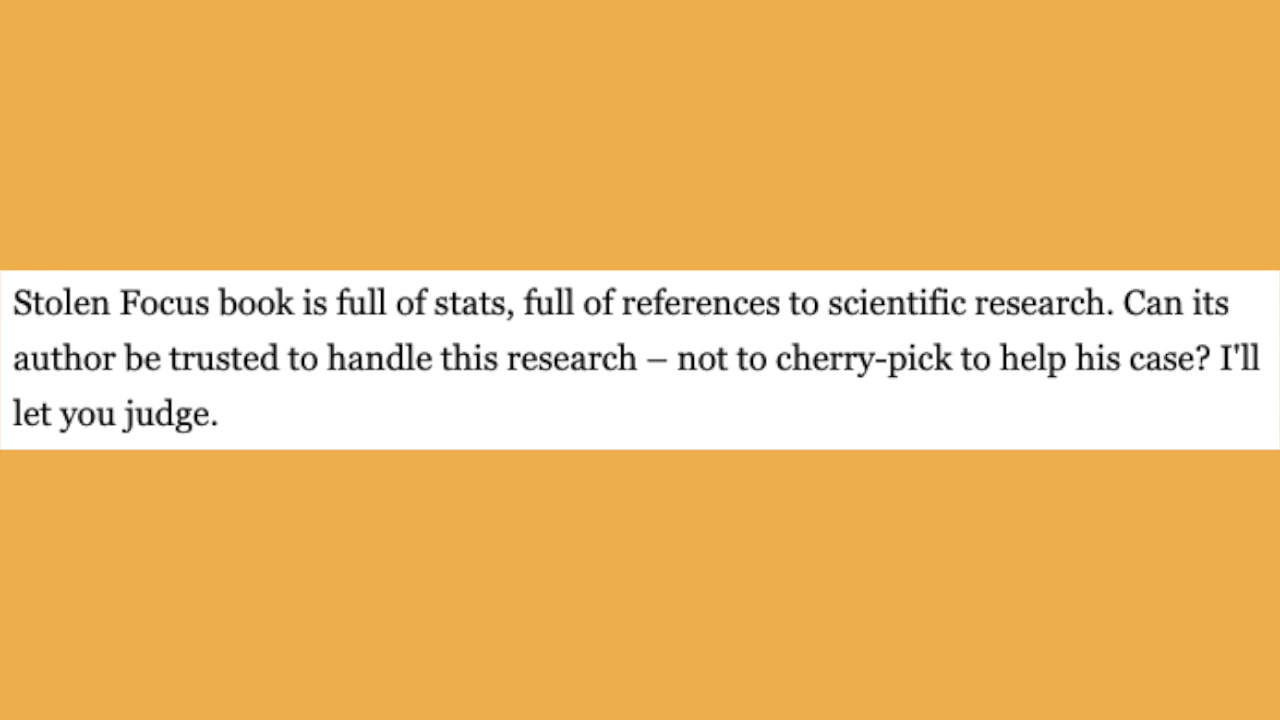 Stolen Focus book is full of stats, full of references to scientific research. Can its
author be trusted to handle this research – not to cherry-pick to help his case? I'll
let you judge.